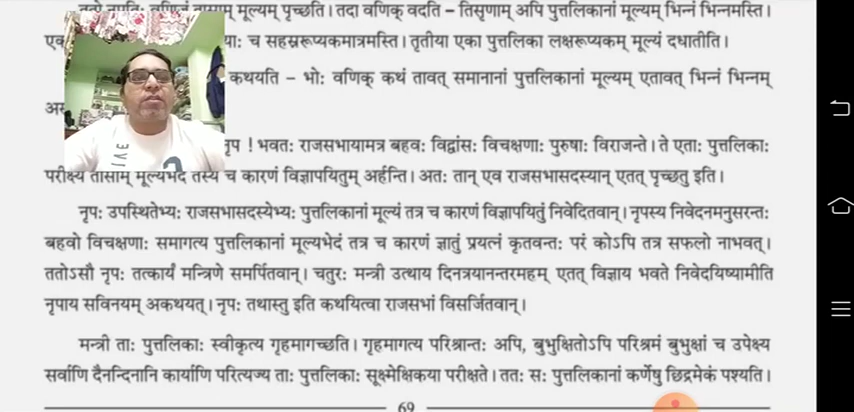 मूल्यम् पृच्छति। तदा वणिक् वदति – तिसृणाम् अपि पुत्तलिकानां मूल्यम् भिन्नं भिन्नमस्ति।
च सहस्ररूप्यकमात्रमस्ति। तृतीया एका पुत्तलिका लक्षरूप्यकम् मूल्यं दधातीति।
कथयति – भो: वणिक् कथं तावत् समानानां पुत्तलिकानां मूल्यम् एतावत् भिन्नं भिन्नम्
! भवत: राजसभायामत्र बहव: विद्वांस: विचक्षणा: पुरुषा: विराजन्ते। ते एता: पुत्तलिका:
परीक्ष्य तासाम् मूल्यभेदं तस्य च कारणं विज्ञापयितुम् अर्हन्ति। अत: तान् एव राजसभासदस्यान् एतत् पृच्छतु इति।
नृप: उपस्थितेभ्य: राजसभासदस्येभ्य: पुत्तलिकानां मूल्यं तत्र च कारणं विज्ञापयितुं निवेदितवान्। नृपस्य निवेदनमनुसरन्त:
बहवो विचक्षणा: समागत्य पुत्तलिकानां मूल्यभेदं तत्र च कारणं ज्ञातुं प्रयत्नं कृतवन्त: परं कोऽपि तत्र सफलो नाभवत्।
ततोऽसौ नृप: तत्कार्यं मन्त्रिणे समर्पितवान्। चतुर: मन्त्री उत्थाय दिनत्रयानन्तरमहम् एतत् विज्ञाय भवते निवेदयिष्यामीति
नृपाय सविनयम् अकथयत्। नृप: तथास्तु इति कथयित्वा राजसभां विसर्जितवान्।
मन्त्री ता: पुत्तलिका: स्वीकृत्य गृहमागच्छति। गृहमागत्य परिश्रान्त: अपि, बुभुक्षितोऽपि परिश्रमं बुभुक्षां च उपेक्ष्य
सर्वाणि दैनन्दिनानि कार्याणि परित्यज्य ता: पुत्तलिका: सूक्ष्मेक्षिकया परीक्षते। तत: स: पुत्तलिकानां कर्णेषु छिद्रमेकं पश्यति।
69